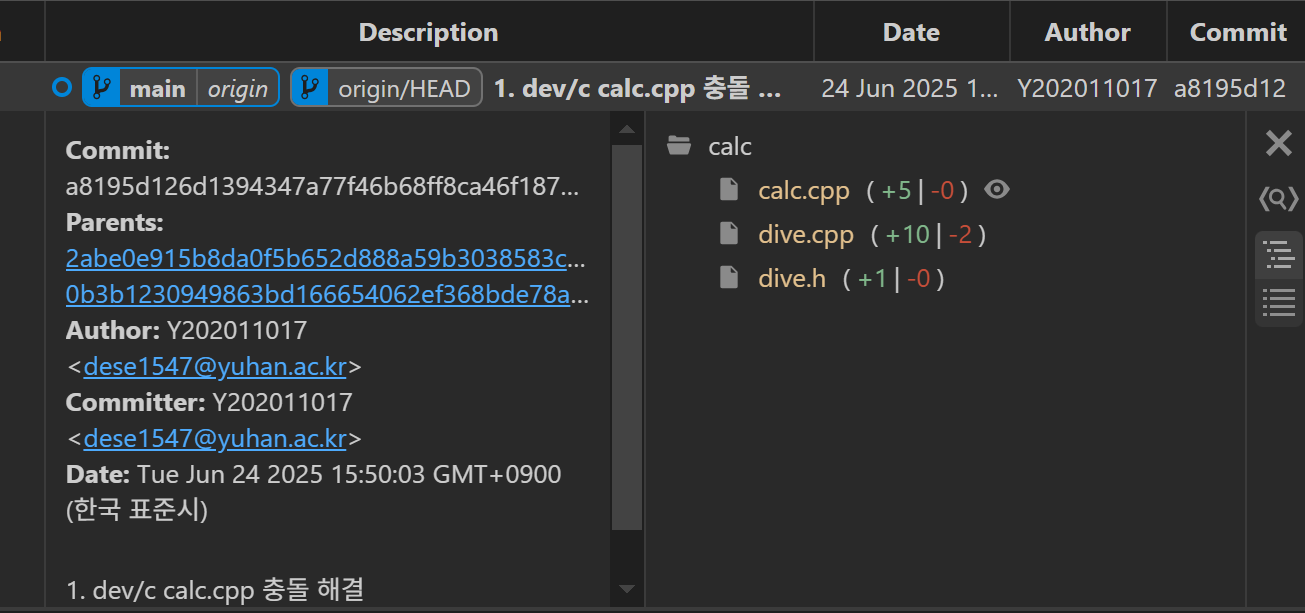 Description Date Author Commit
main origin origin/HEAD 1. dev/c calc.cpp 충돌 ... 24 Jun 2025 1... Y202011017 a8195d12
Commit:
a8195d126d1394347a77f46b68ff8ca46f187...
Parents:
2abe0e915b8da0f5b652d888a59b3038583c...
0b3b1230949863bd166654062ef368bde78a...
Author: Y202011017
<dese1547@yuhan.ac.kr>
Committer: Y202011017
<dese1547@yuhan.ac.kr>
Date: Tue Jun 24 2025 15:50:03 GMT+0900
(한국 표준시)
1. dev/c calc.cpp 충돌 해결
calc
calc.cpp (+5|-0)
dive.cpp (+10|-2)
dive.h (+1|-0)